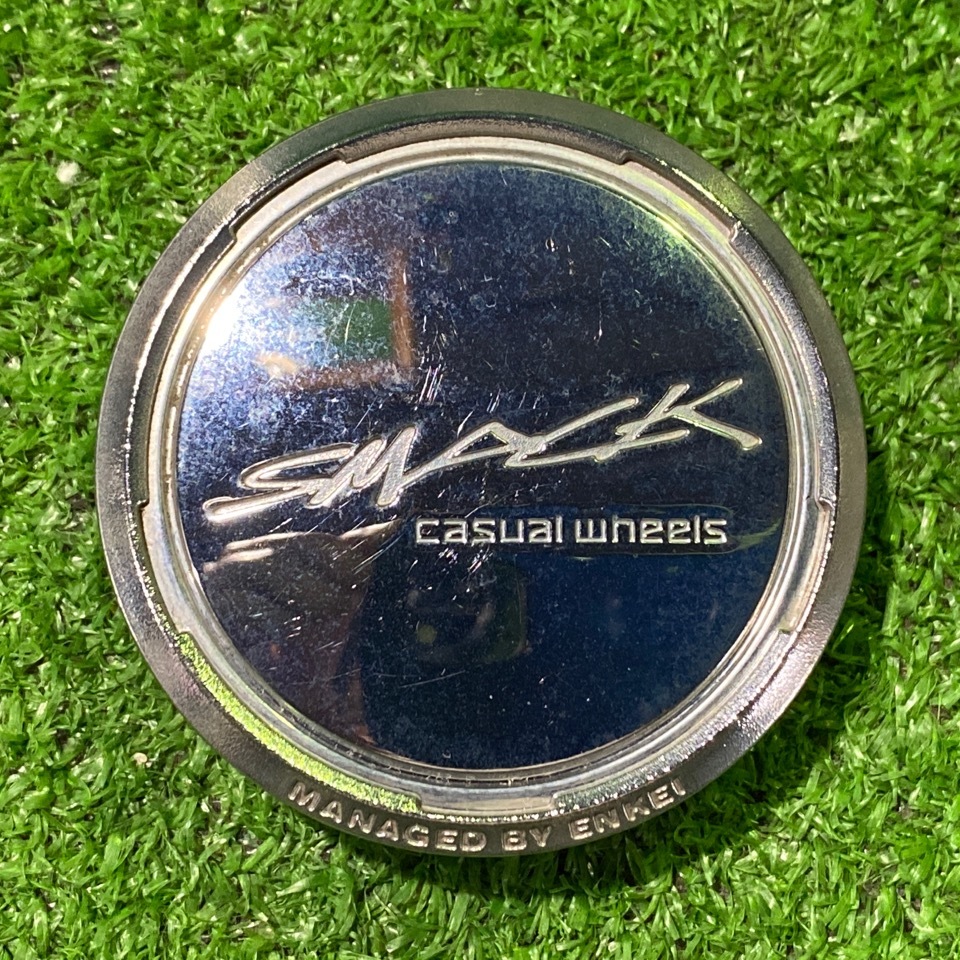 SMACK
casual wheels
MANAGED BY ENKEI